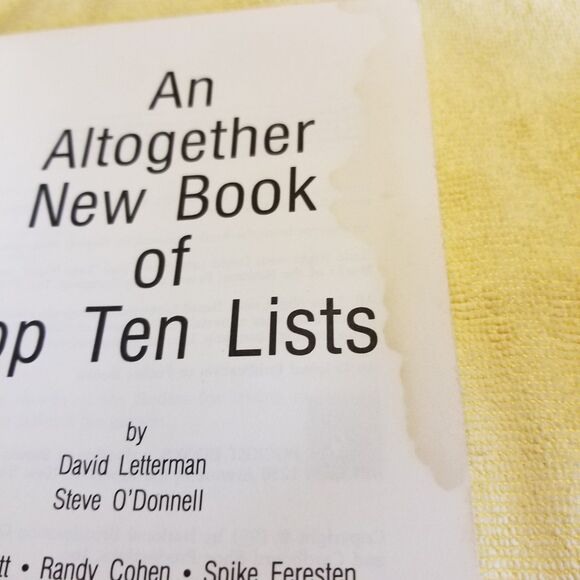 An
Altogether
New Book
of
op Ten Lists
by
David Letterman
Steve O'Donnell
tt • Randy Cohen • Spike Feresten